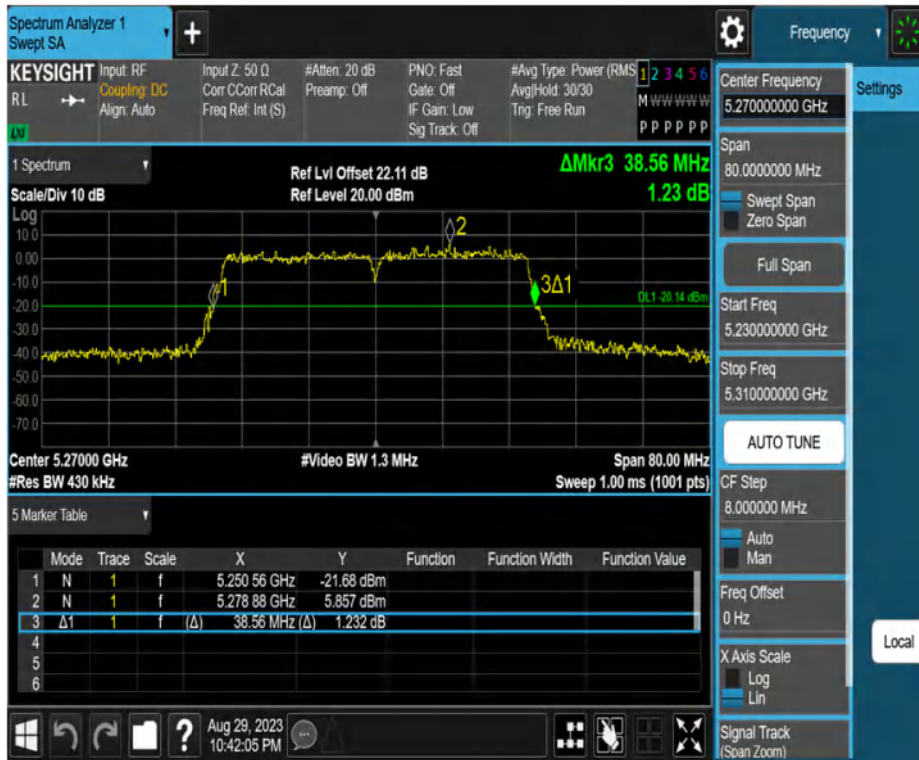 Spectrum Analyzer 1
Swept SA
Frequency
KEYSIGHT Input: RF Input Z: 50 Ω #Atten: 20 dB PNO: Fast #Avg Type: Power (RMS 1 2 3 4 5 6
RL Coupling: DC Corr CCorr RCal Preamp: Off Gate: Off Avg|Hold: 30/30 M W W W W W
Align: Auto Freq Ref: Int (S) IF Gain: Low Trig: Free Run
LXI Sig Track: Off P P P P P P
1 Spectrum
Ref Lvl Offset 22.11 dB ΔMkr3 38.56 MHz
Scale/Div 10 dB Ref Level 20.00 dBm 1.23 dB
Log
10.0
0.00
-10.0
-20.0
-30.0
-40.0
-50.0
-60.0
-70.0
1
2
3Δ1
DL1 -20.14 dBm
Center 5.27000 GHz #Video BW 1.3 MHz Span 80.00 MHz
#Res BW 430 kHz Sweep 1.00 ms (1001 pts)
5 Marker Table
Mode Trace Scale X Y Function Function Width Function Value
1 N 1 f 5.250 56 GHz -21.68 dBm
2 N 1 f 5.278 88 GHz 5.857 dBm
3 Δ1 1 f (Δ) 38.56 MHz (Δ) 1.232 dB
4
5
6
?
Aug 29, 2023
10:42:05 PM
Center Frequency
5.270000000 GHz
Span
80.0000000 MHz
Swept Span
Zero Span
Full Span
Start Freq
5.230000000 GHz
Stop Freq
5.310000000 GHz
AUTO TUNE
CF Step
8.000000 MHz
Auto
Man
Freq Offset
0 Hz
X Axis Scale
Log
Lin
Signal Track
(Span Zoom)
Settings
Local